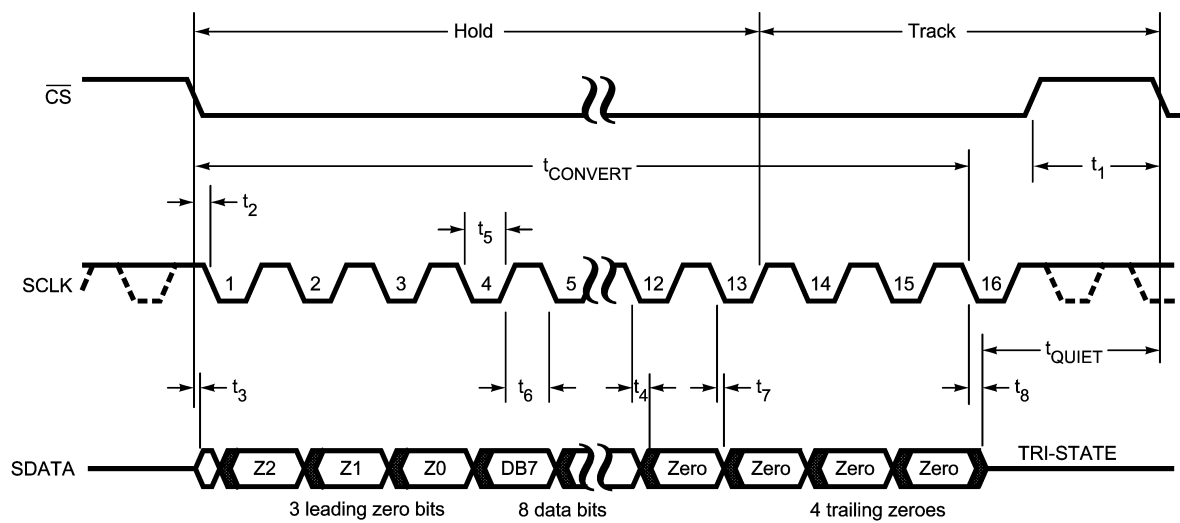 Hold Track
CS
tCONVERT t1
t2 t5
SCLK 1 2 3 4 5 12 13 14 15 16
tQUIET
t3 t6 t4 t7 t8
SDATA Z2 Z1 Z0 DB7 Zero Zero Zero Zero TRI-STATE
3 leading zero bits 8 data bits 4 trailing zeroes